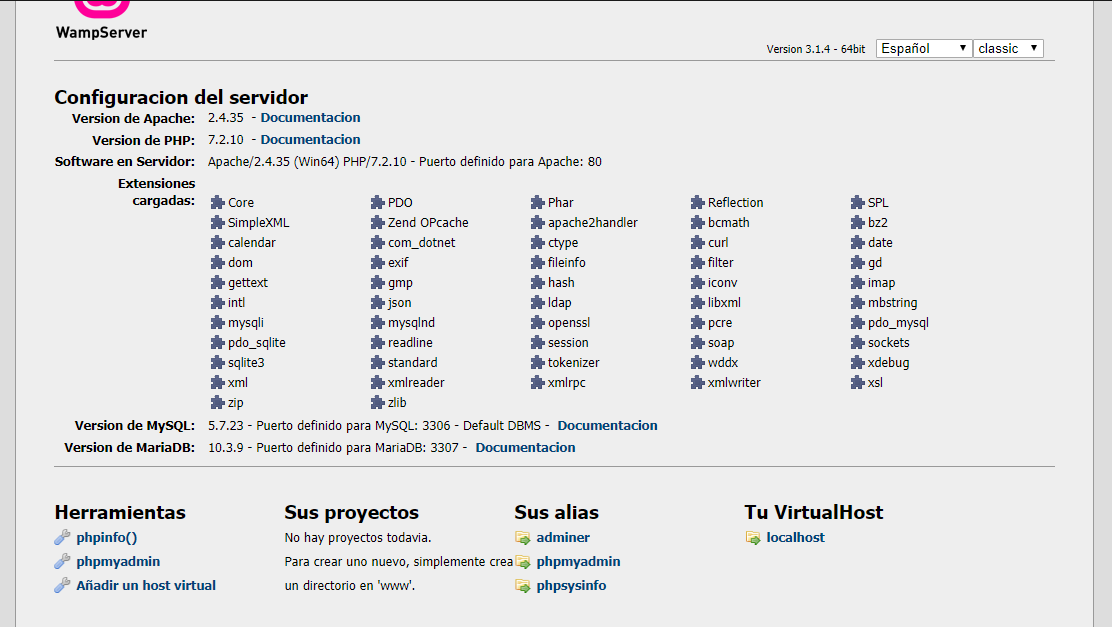 WampServer
Version 3.1.4 - 64bit Español classic
Configuracion del servidor
Version de Apache: 2.4.35 - Documentacion
Version de PHP: 7.2.10 - Documentacion
Software en Servidor: Apache/2.4.35 (Win64) PHP/7.2.10 - Puerto definido para Apache: 80
Extensiones
cargadas:
Core PDO Phar Reflection SPL
SimpleXML Zend OPcache apache2handler bcmath bz2
calendar com_dotnet ctype curl date
dom exif fileinfo filter gd
gettext gmp hash iconv imap
intl json ldap libxml mbstring
mysqli mysqlnd openssl pcre pdo_mysql
pdo_sqlite readline session soap sockets
sqlite3 standard tokenizer wddx xdebug
xml xmlreader xmlrpc xmlwriter xsl
zip zlib
Version de MySQL: 5.7.23 - Puerto definido para MySQL: 3306 - Default DBMS - Documentacion
Version de MariaDB: 10.3.9 - Puerto definido para MariaDB: 3307 - Documentacion
Herramientas
phpinfo()
phpmyadmin
Añadir un host virtual
Sus proyectos
No hay proyectos todavia.
Para crear uno nuevo, simplemente crea
un directorio en 'www'.
Sus alias
adminer
phpmyadmin
phpsysinfo
Tu VirtualHost
localhost